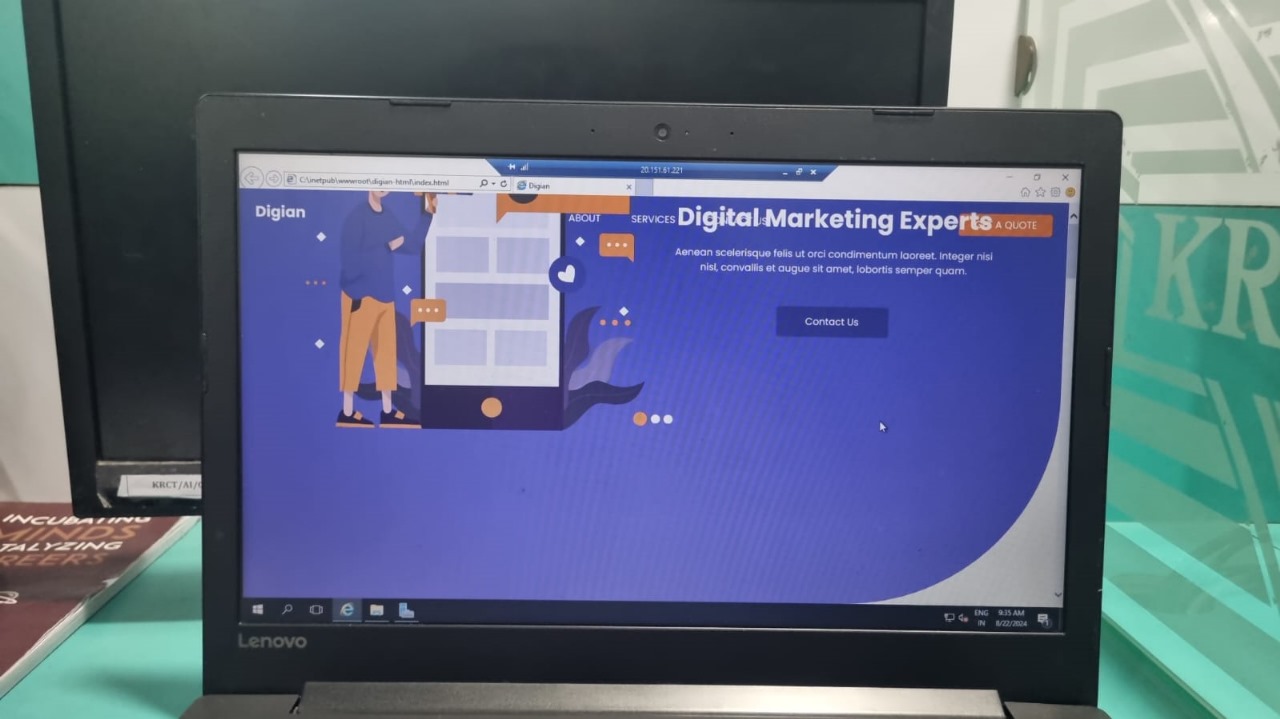 20.151.61.221
C:\inetpub\wwwroot\digian-html\index.html
Digian
Digian
ABOUT
SERVICES
Digital Marketing Experts
A QUOTE
Aenean scelerisque felis ut orci condimentum laoreet. Integer nisi
nisl, convallis et augue sit amet, lobortis semper quam.
Contact Us
ENG
IN
9:35 AM
8/22/2024
Lenovo
KRCT/AI/
INCUBATING
MINDS
TALYZING
REERS
KR